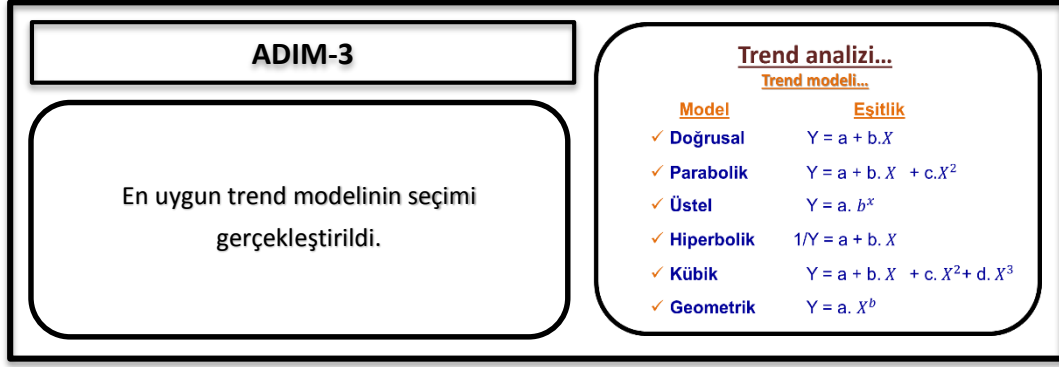 ADIM-3
En uygun trend modelinin seçimi
gerçekleştirildi.
Trend analizi...
Trend modeli...
Model Eşitlik
✓ Doğrusal Y = a + b.X
✓ Parabolik Y = a + b. X + c.X²
✓ Üstel Y = a. bˣ
✓ Hiperbolik 1/Y = a + b. X
✓ Kübik Y = a + b. X + c. X²+ d. X³
✓ Geometrik Y = a. Xᵇ